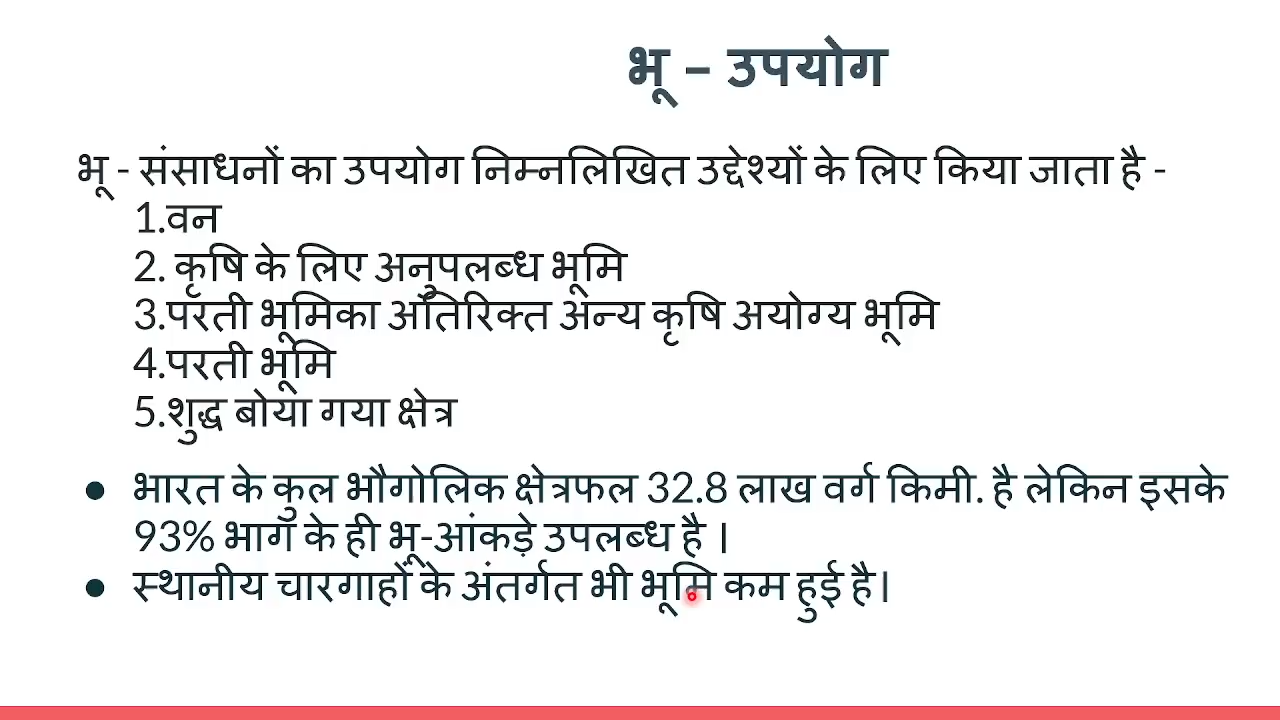 भू – उपयोग
भू - संसाधनों का उपयोग निम्नलिखित उद्देश्यों के लिए किया जाता है -
1.वन
2. कृषि के लिए अनुपलब्ध भूमि
3.परती भूमिका अतिरिक्त अन्य कृषि अयोग्य भूमि
4.परती भूमि
5.शुद्ध बोया गया क्षेत्र
● भारत के कुल भौगोलिक क्षेत्रफल 32.8 लाख वर्ग किमी. है लेकिन इसके
93% भाग के ही भू-आंकड़े उपलब्ध है ।
● स्थानीय चारगाहों के अंतर्गत भी भूमि कम हुई है।